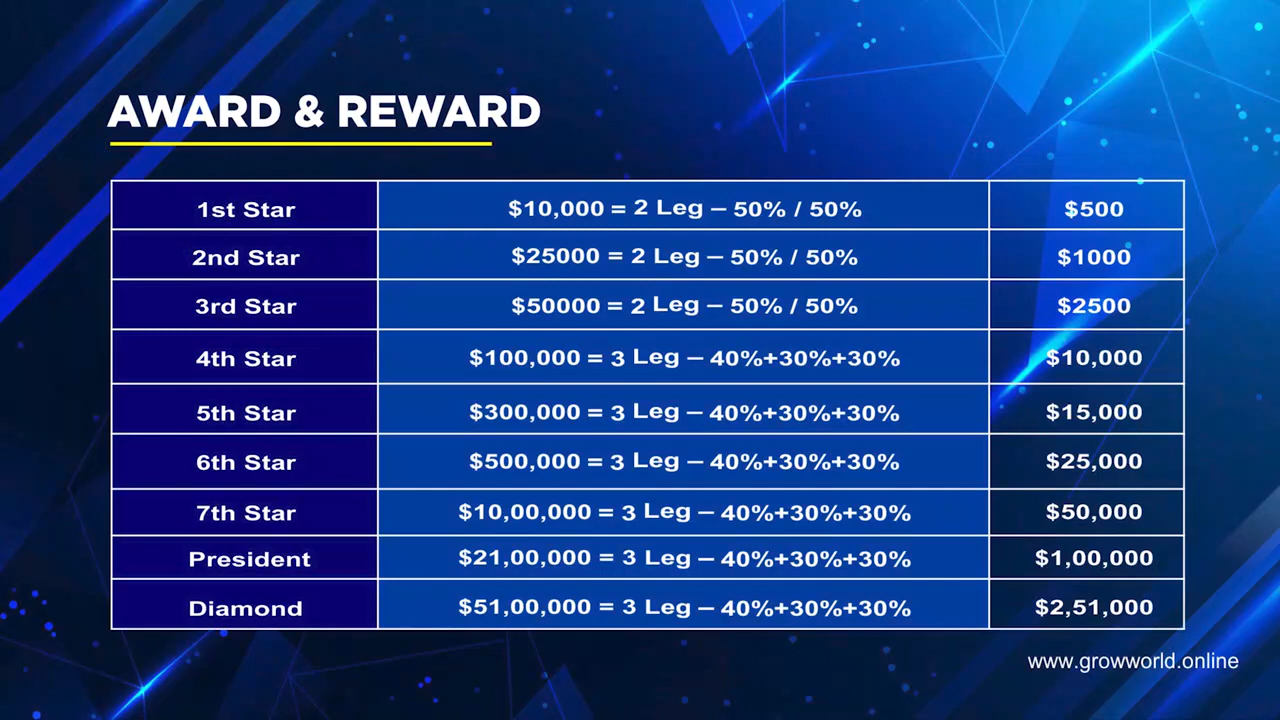 AWARD & REWARD
1st Star $10,000 = 2 Leg – 50% / 50% $500
2nd Star $25000 = 2 Leg – 50% / 50% $1000
3rd Star $50000 = 2 Leg – 50% / 50% $2500
4th Star $100,000 = 3 Leg – 40%+30%+30% $10,000
5th Star $300,000 = 3 Leg – 40%+30%+30% $15,000
6th Star $500,000 = 3 Leg – 40%+30%+30% $25,000
7th Star $10,00,000 = 3 Leg – 40%+30%+30% $50,000
President $21,00,000 = 3 Leg – 40%+30%+30% $1,00,000
Diamond $51,00,000 = 3 Leg – 40%+30%+30% $2,51,000
www.growworld.online